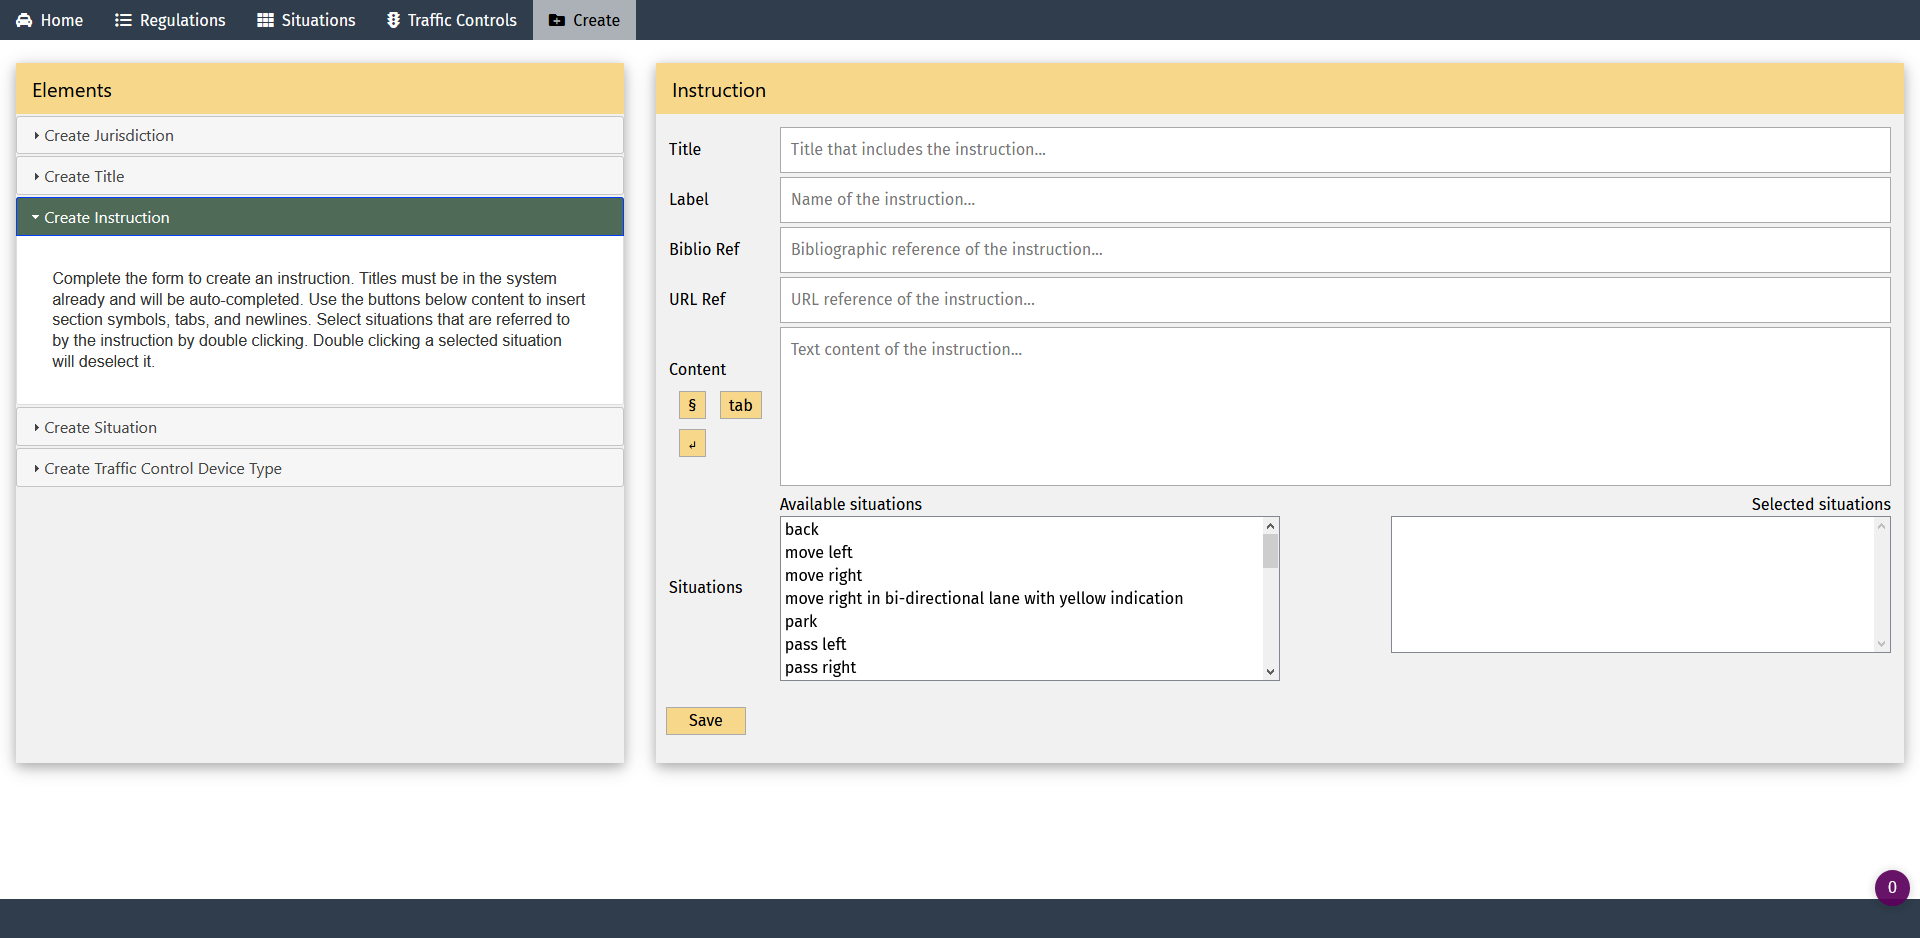 Home
Regulations
Situations
Traffic Controls
Create
Elements
Create Jurisdiction
Create Title
Create Instruction
Complete the form to create an instruction. Titles must be in the system
already and will be auto-completed. Use the buttons below content to insert
section symbols, tabs, and newlines. Select situations that are referred to
by the instruction by double clicking. Double clicking a selected situation
will deselect it.
Create Situation
Create Traffic Control Device Type
Instruction
Title
Title that includes the instruction...
Label
Name of the instruction...
Biblio Ref
Bibliographic reference of the instruction...
URL Ref
URL reference of the instruction...
Content
§
tab
↲
Text content of the instruction...
Situations
Available situations
back
move left
move right
move right in bi-directional lane with yellow indication
park
pass left
pass right
Selected situations
Save
0